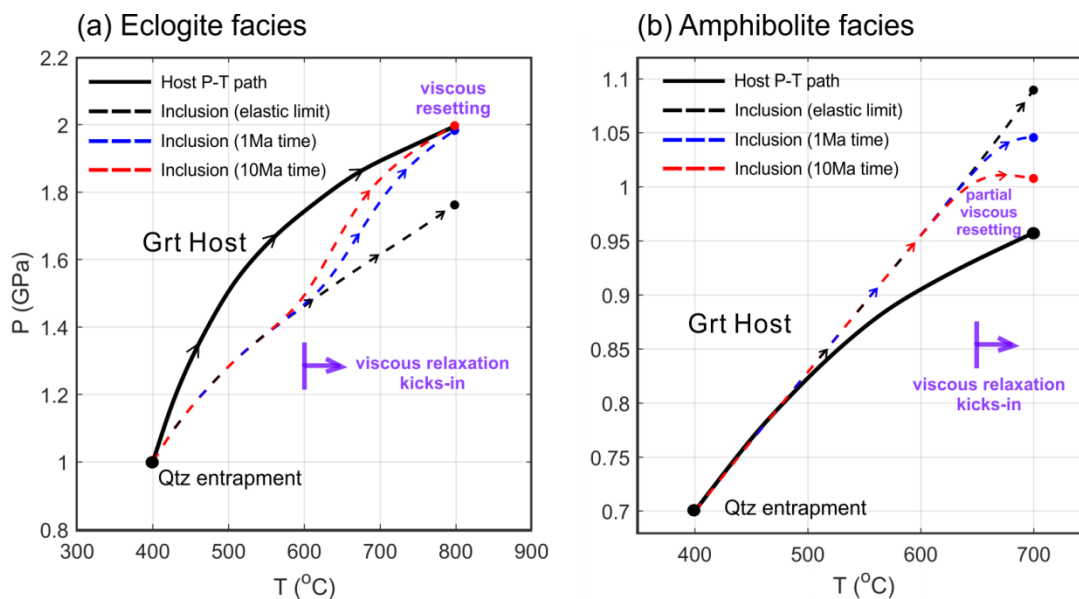 (a) Eclogite facies
2.2
2
1.8
1.6
1.4
1.2
1
0.8
P (GPa)
Host P-T path
Inclusion (elastic limit)
Inclusion (1Ma time)
Inclusion (10Ma time)
viscous
resetting
Grt Host
viscous relaxation
kicks-in
Qtz entrapment
300 400 500 600 700 800 900
T (°C)
(b) Amphibolite facies
1.1
1.05
1
0.95
0.9
0.85
0.8
0.75
0.7
Host P-T path
Inclusion (elastic limit)
Inclusion (1Ma time)
Inclusion (10Ma time)
partial
viscous
resetting
Grt Host
viscous relaxation
kicks-in
Qtz entrapment
400 500 600 700
T (°C)